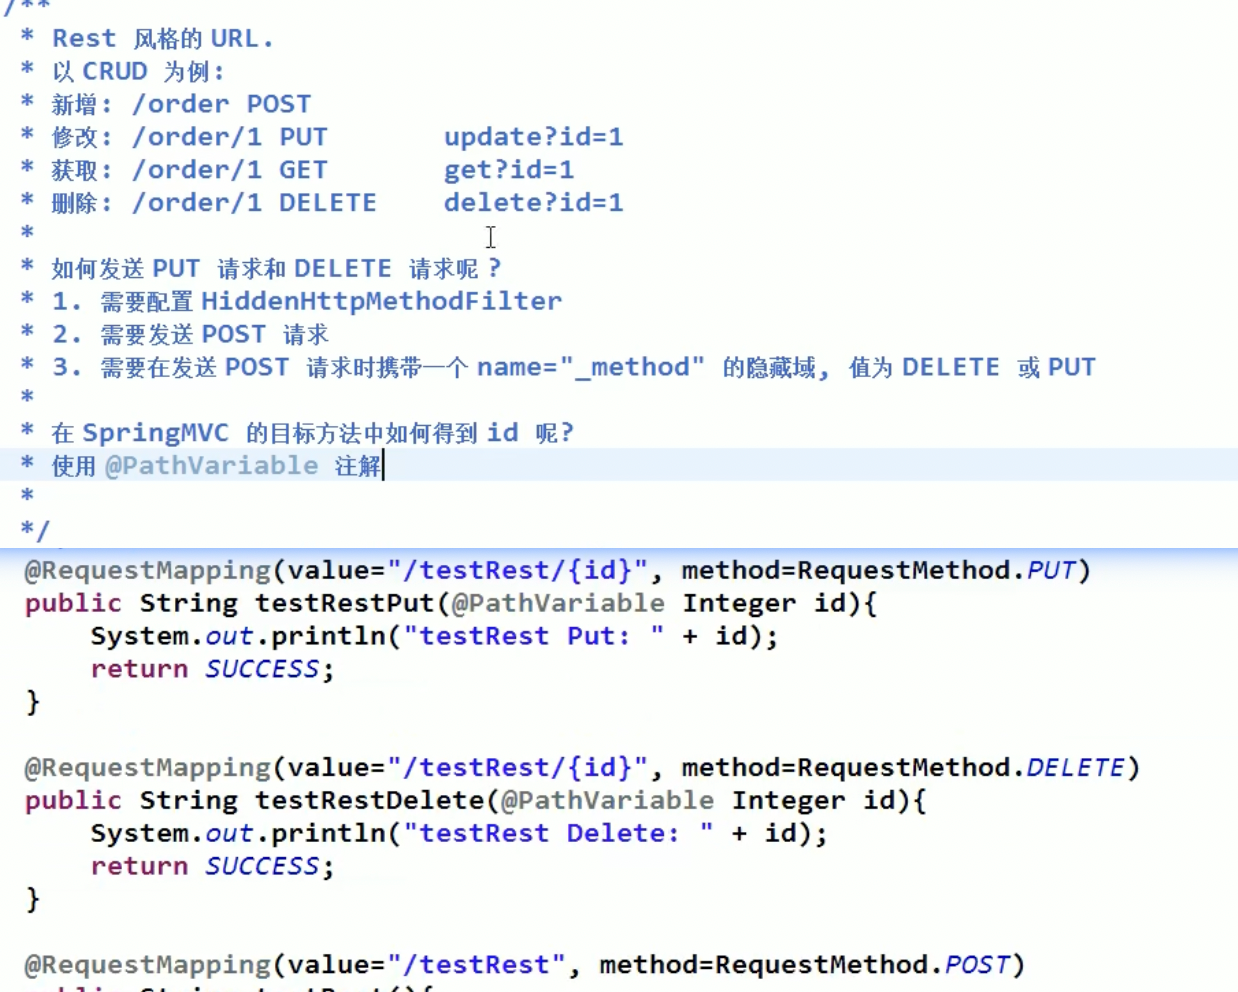 /**
* Rest 风格的 URL.
* 以 CRUD 为例:
* 新增: /order POST
* 修改: /order/1 PUT update?id=1
* 获取: /order/1 GET get?id=1
* 删除: /order/1 DELETE delete?id=1
*
* 如何发送 PUT 请求和 DELETE 请求呢 ?
* 1. 需要配置 HiddenHttpMethodFilter
* 2. 需要发送 POST 请求
* 3. 需要在发送 POST 请求时携带一个 name="_method" 的隐藏域, 值为 DELETE 或 PUT
*
* 在 SpringMVC 的目标方法中如何得到 id 呢?
* 使用 @PathVariable 注解
*
*/
@RequestMapping(value="/testRest/{id}", method=RequestMethod.PUT)
public String testRestPut(@PathVariable Integer id){
System.out.println("testRest Put: " + id);
return SUCCESS;
}
@RequestMapping(value="/testRest/{id}", method=RequestMethod.DELETE)
public String testRestDelete(@PathVariable Integer id){
System.out.println("testRest Delete: " + id);
return SUCCESS;
}
@RequestMapping(value="/testRest", method=RequestMethod.POST)
public String testRest(){